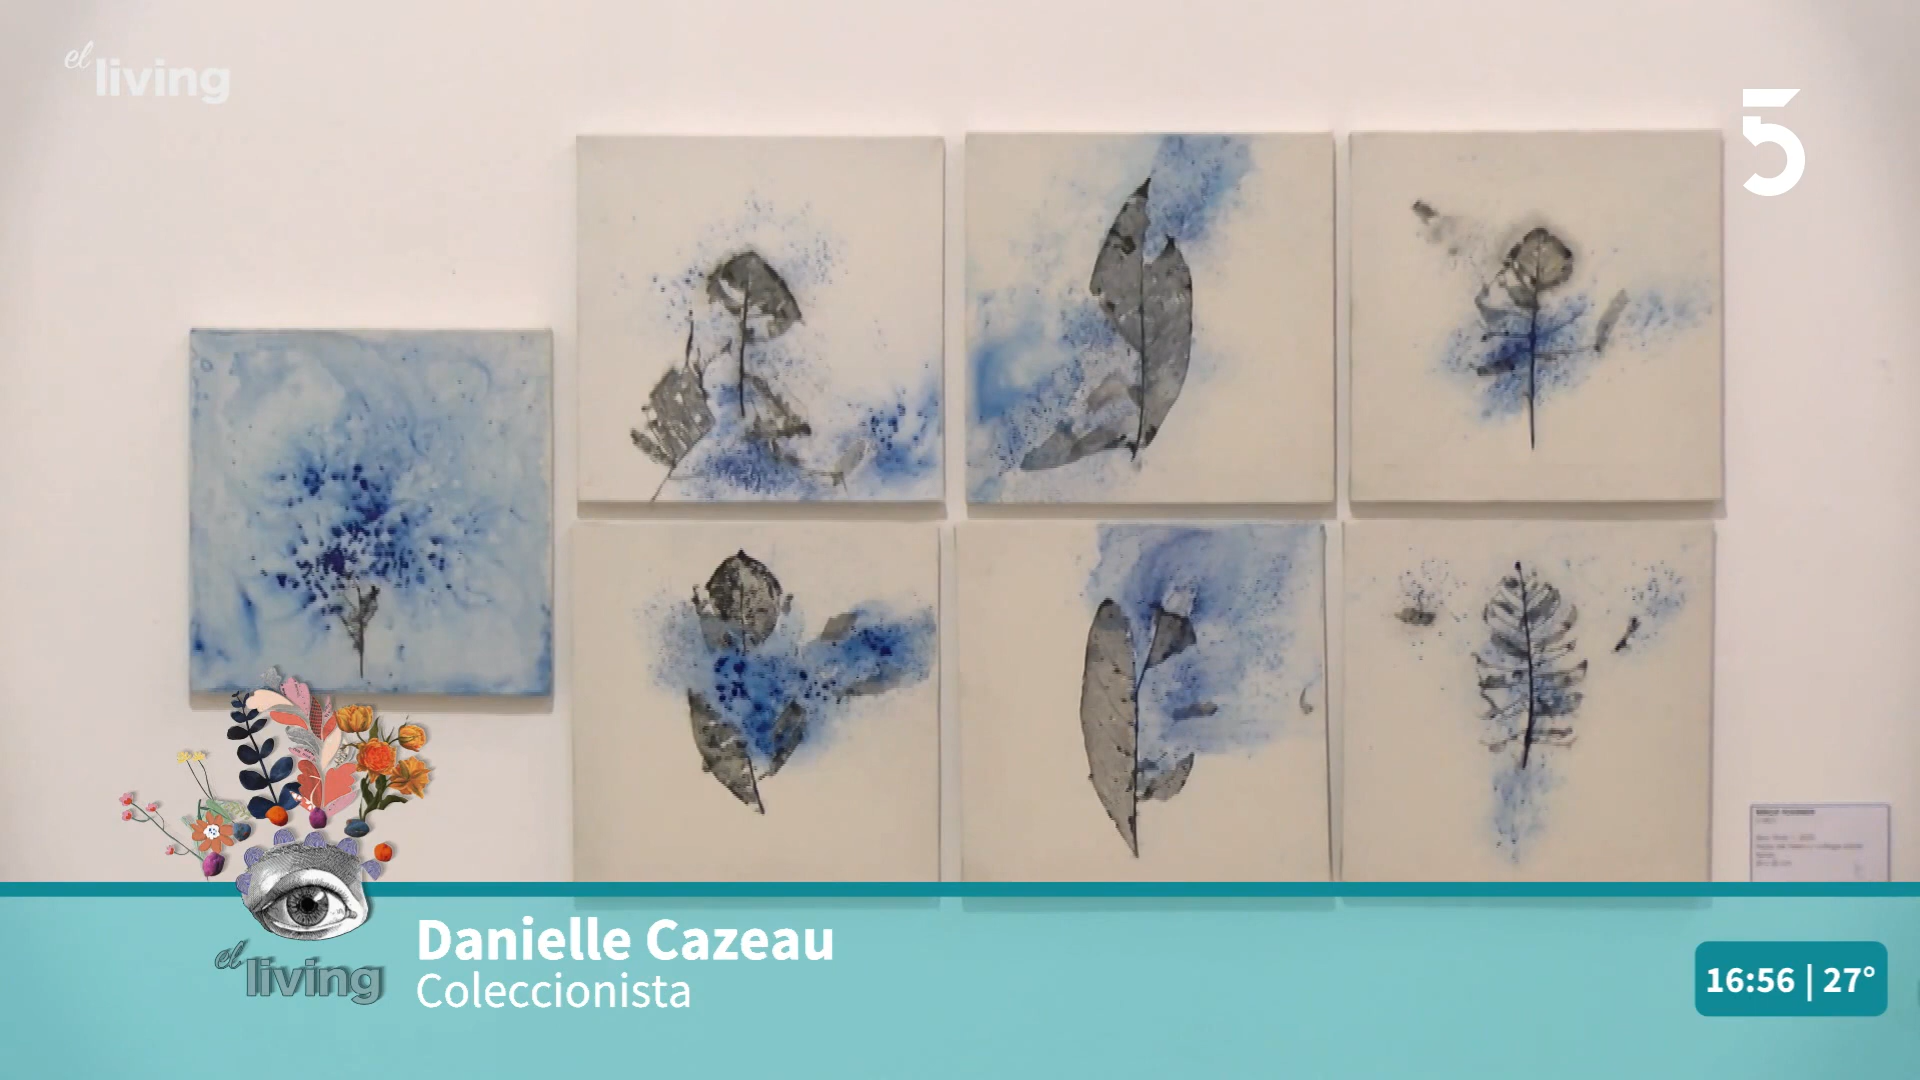 el living
5
Danielle Cazeau
Coleccionista
el living
16:56 | 27°